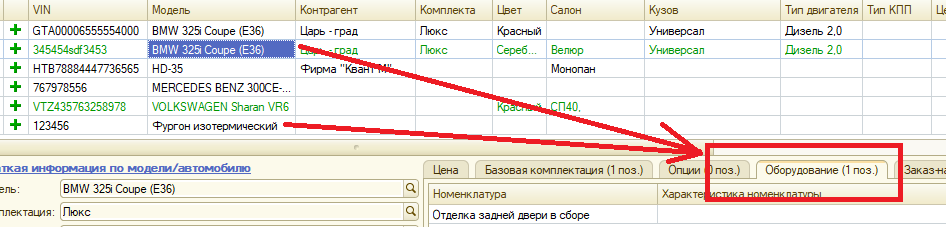 VIN Модель Контрагент Комплекта Цвет Салон Кузов Тип двигателя Тип КПП Це
GTA00006555554000 BMW 325i Coupe (E36) Царь - град Люкс Красный Универсал Дизель 2,0
345454sdf3453 BMW 325i Coupe (E36) Царь - град Люкс Сереб... Велюр Универсал Дизель 2,0
HTB78884447736565 HD-35 Фирма "Квант-М" Монопан
767978556 MERCEDES BENZ 300CE-...
VTZ435763258978 VOLKSWAGEN Sharan VR6 Красный СП40,
123456 Фургон изотермический
аткая информация по модели/автомобилю
Цена Базовая комплектация (1 поз.) Опции (0 поз.) Оборудование (1 поз.) Заказ-на
ель: BMW 325i Coupe (E36)
Номенклатура Характеристика номенклатуры
плектация: Люкс
Отделка задней двери в сборе